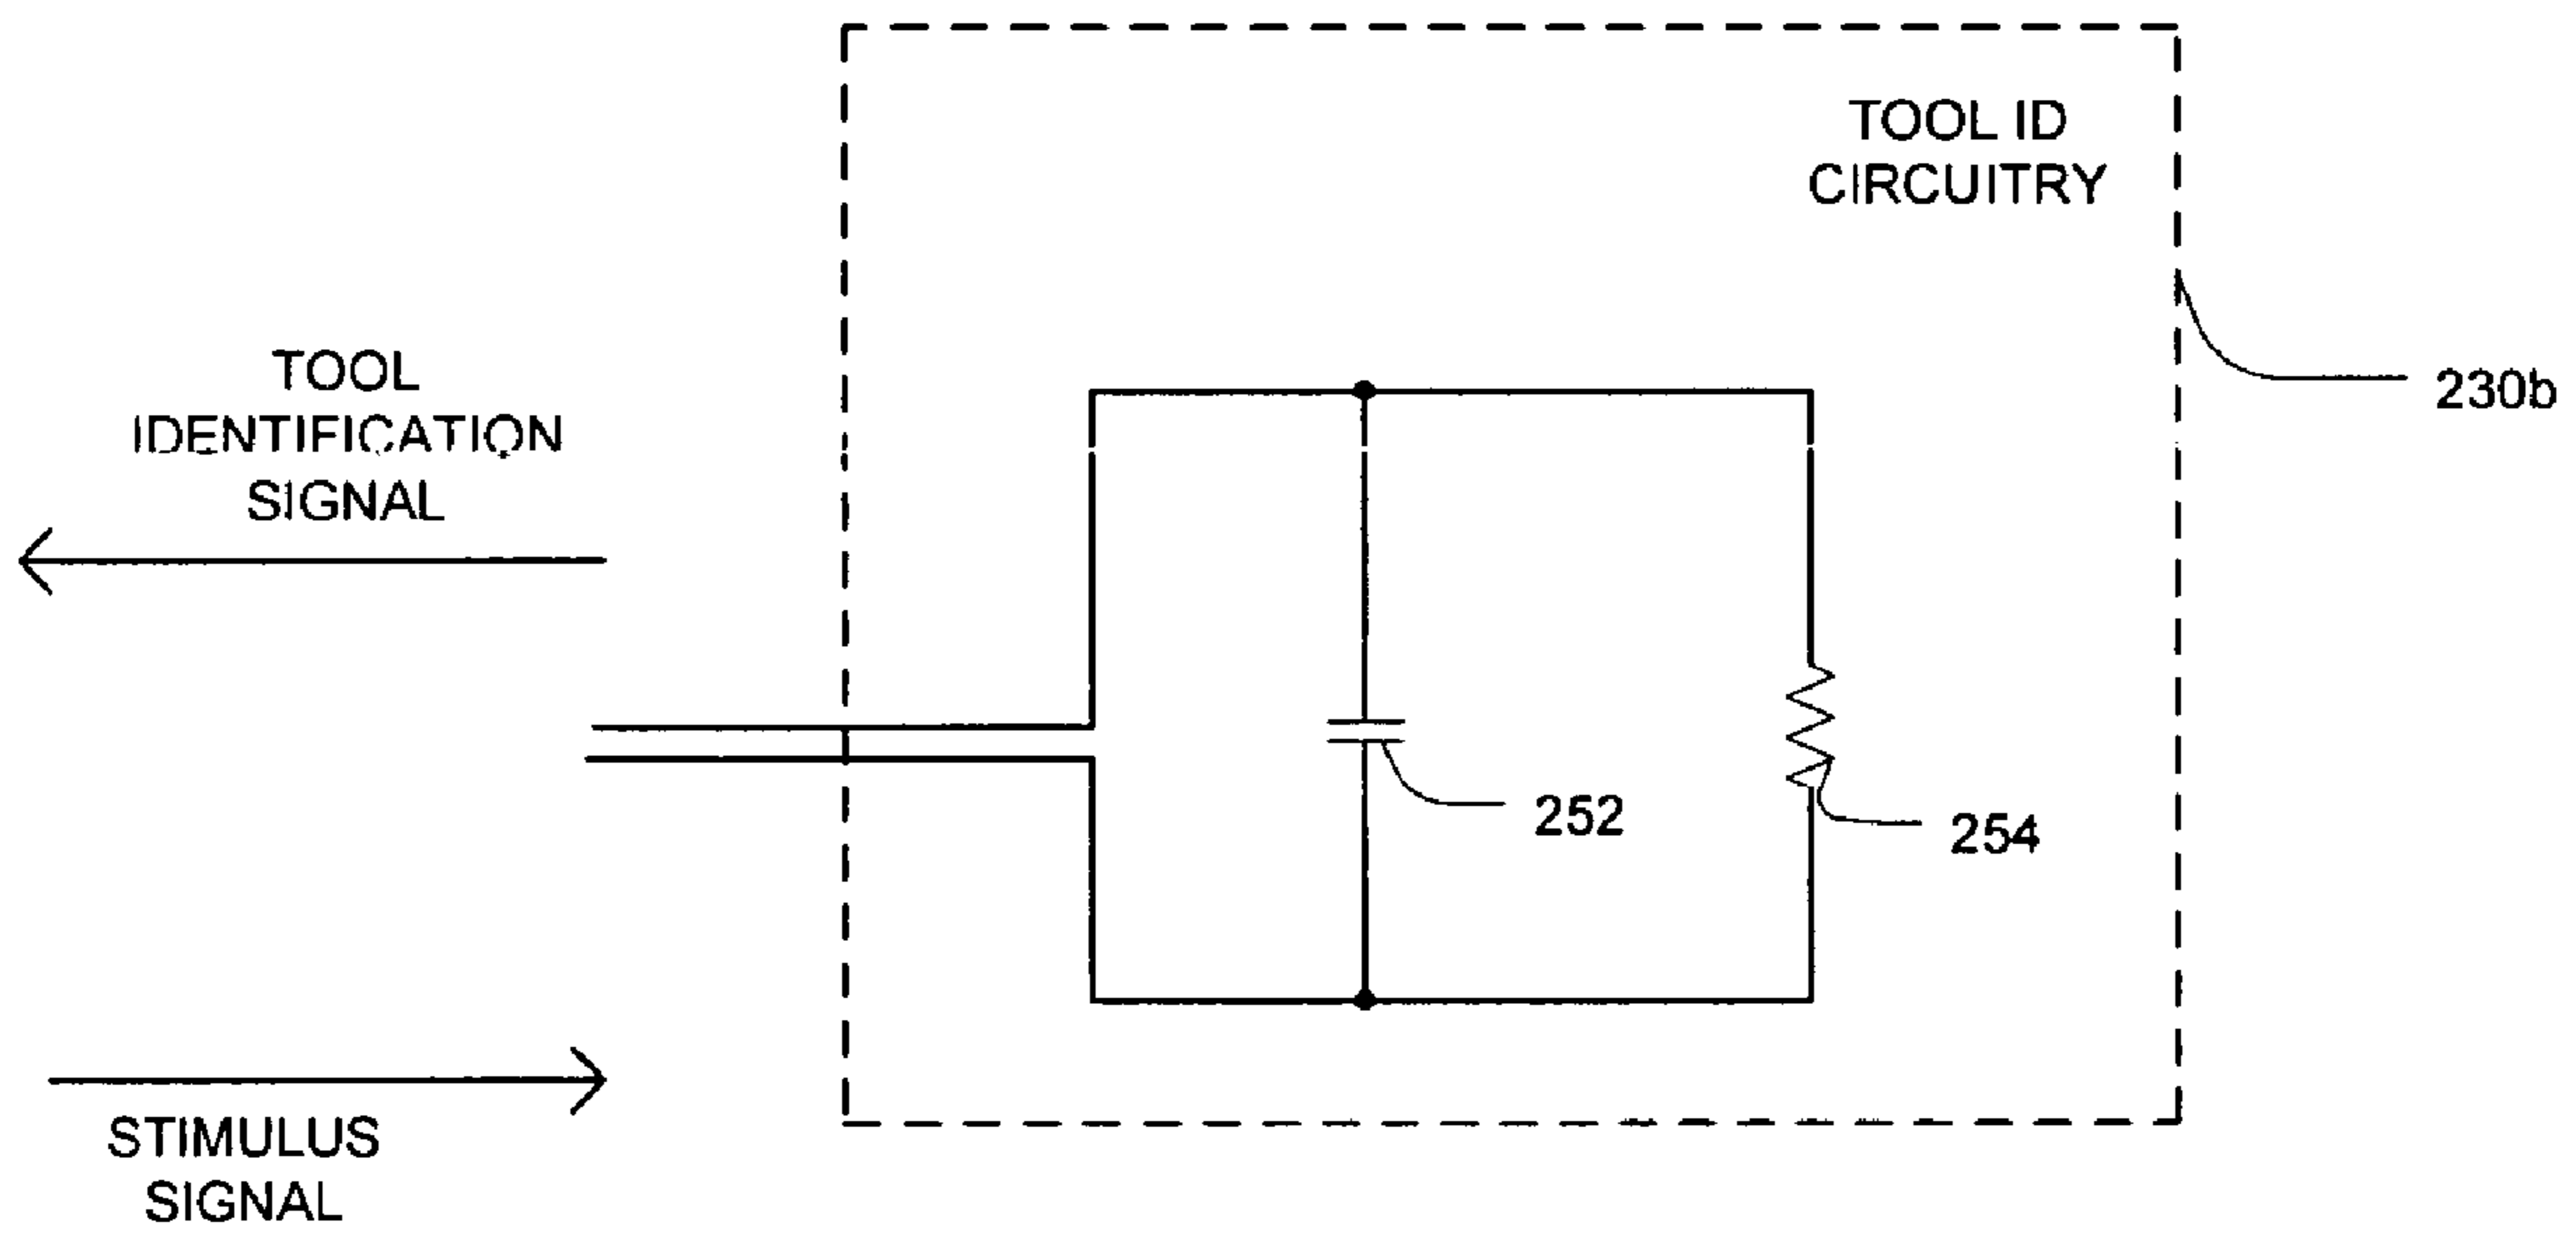 TOOL ID
CIRCUITRY
230b
TOOL
IDENTIFICATION
SIGNAL
252
254
STIMULUS
SIGNAL